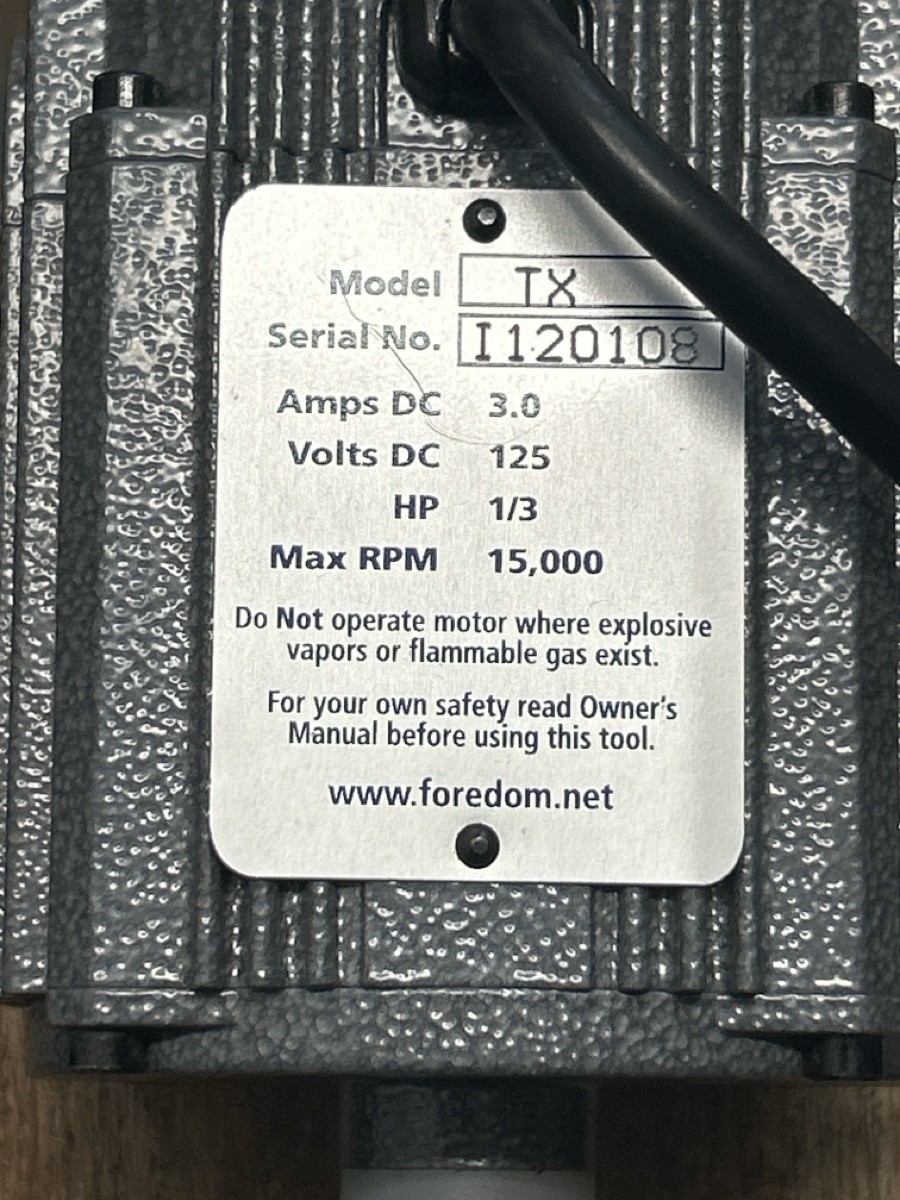 Model TX
Serial No. I120108
Amps DC 3.0
Volts DC 125
HP 1/3
Max RPM 15,000
Do Not operate motor where explosive
vapors or flammable gas exist.
For your own safety read Owner's
Manual before using this tool.
www.foredom.net